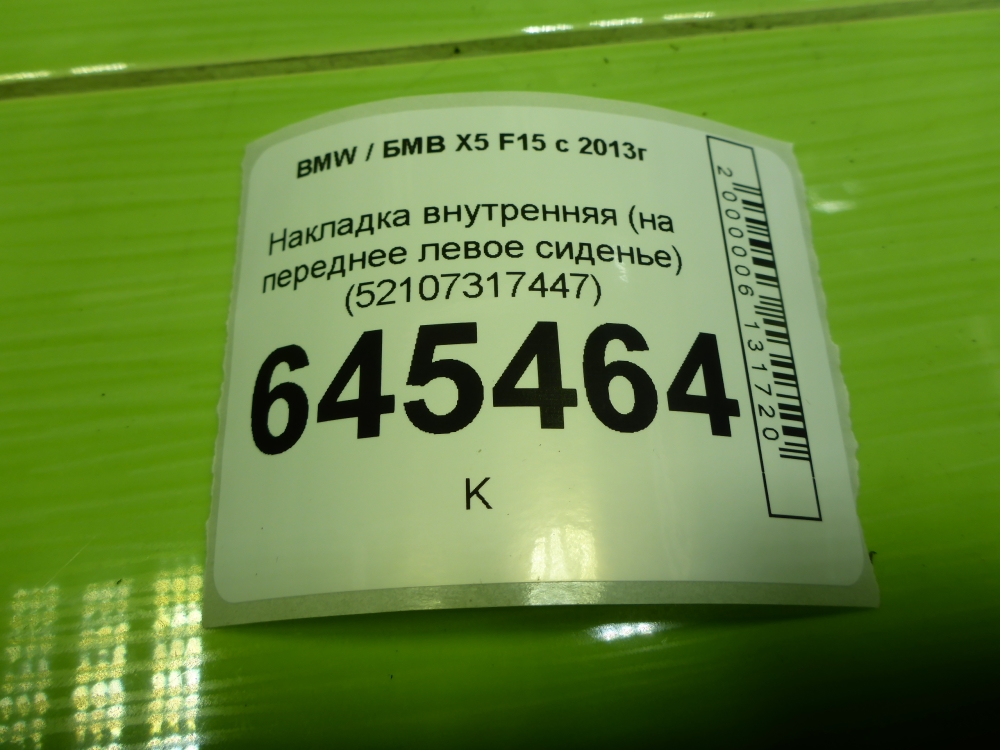 BMW / БМВ X5 F15 с 2013г
Накладка внутренняя (на
переднее левое сиденье)
(52107317447)
645464
К
2000006131720